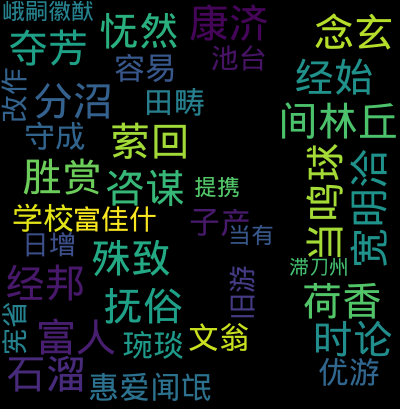 峨嗣徽猷
夺芳
怃然
康济
念玄
容易
池台
经始
改作
分沼
田畴
间林丘
守成
萦回
胜赏
咨谋
提携
当鸣球
宽明洽
学校
富佳什
子产
当有
日增
殊致
滞刀州
经邦
旧游
荷香
宪省
抚俗
富人
琬琰
文翁
时论
石溜
惠爱闻氓
优游